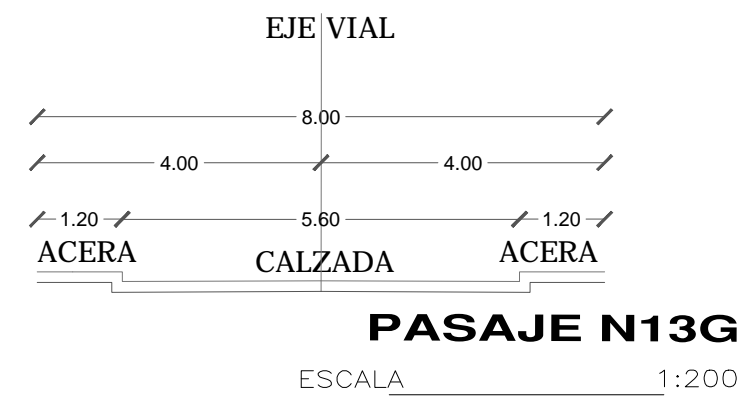 EJE VIAL
8.00
4.00 4.00
1.20 5.60 1.20
ACERA CALZADA ACERA
PASAJE N13G
ESCALA 1:200